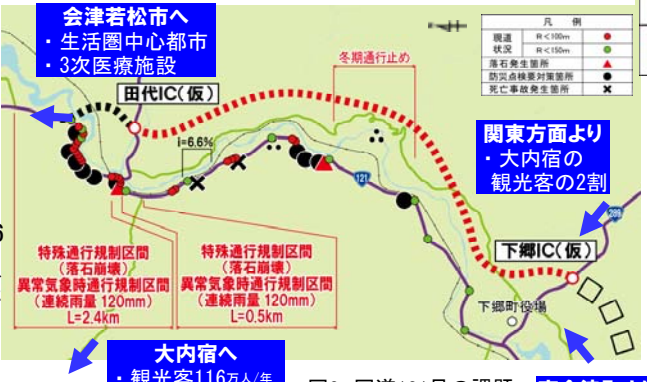 会津若松市へ
・生活圏中心都市
・3次医療施設
凡 例
現道状況
R<100m
R<150m
落石発生箇所
防災点検要対策箇所
死亡事故発生箇所
冬期通行止め
田代IC(仮)
i=6.6%
関東方面より
・大内宿の
観光客の2割
121
289
下郷IC(仮)
特殊通行規制区間
(落石崩壊)
異常気象時通行規制区間
(連続雨量 120mm)
L=2.4km
特殊通行規制区間
(落石崩壊)
異常気象時通行規制区間
(連続雨量 120mm)
L=0.5km
下郷町役場
大内宿へ
・観光客116万人/年